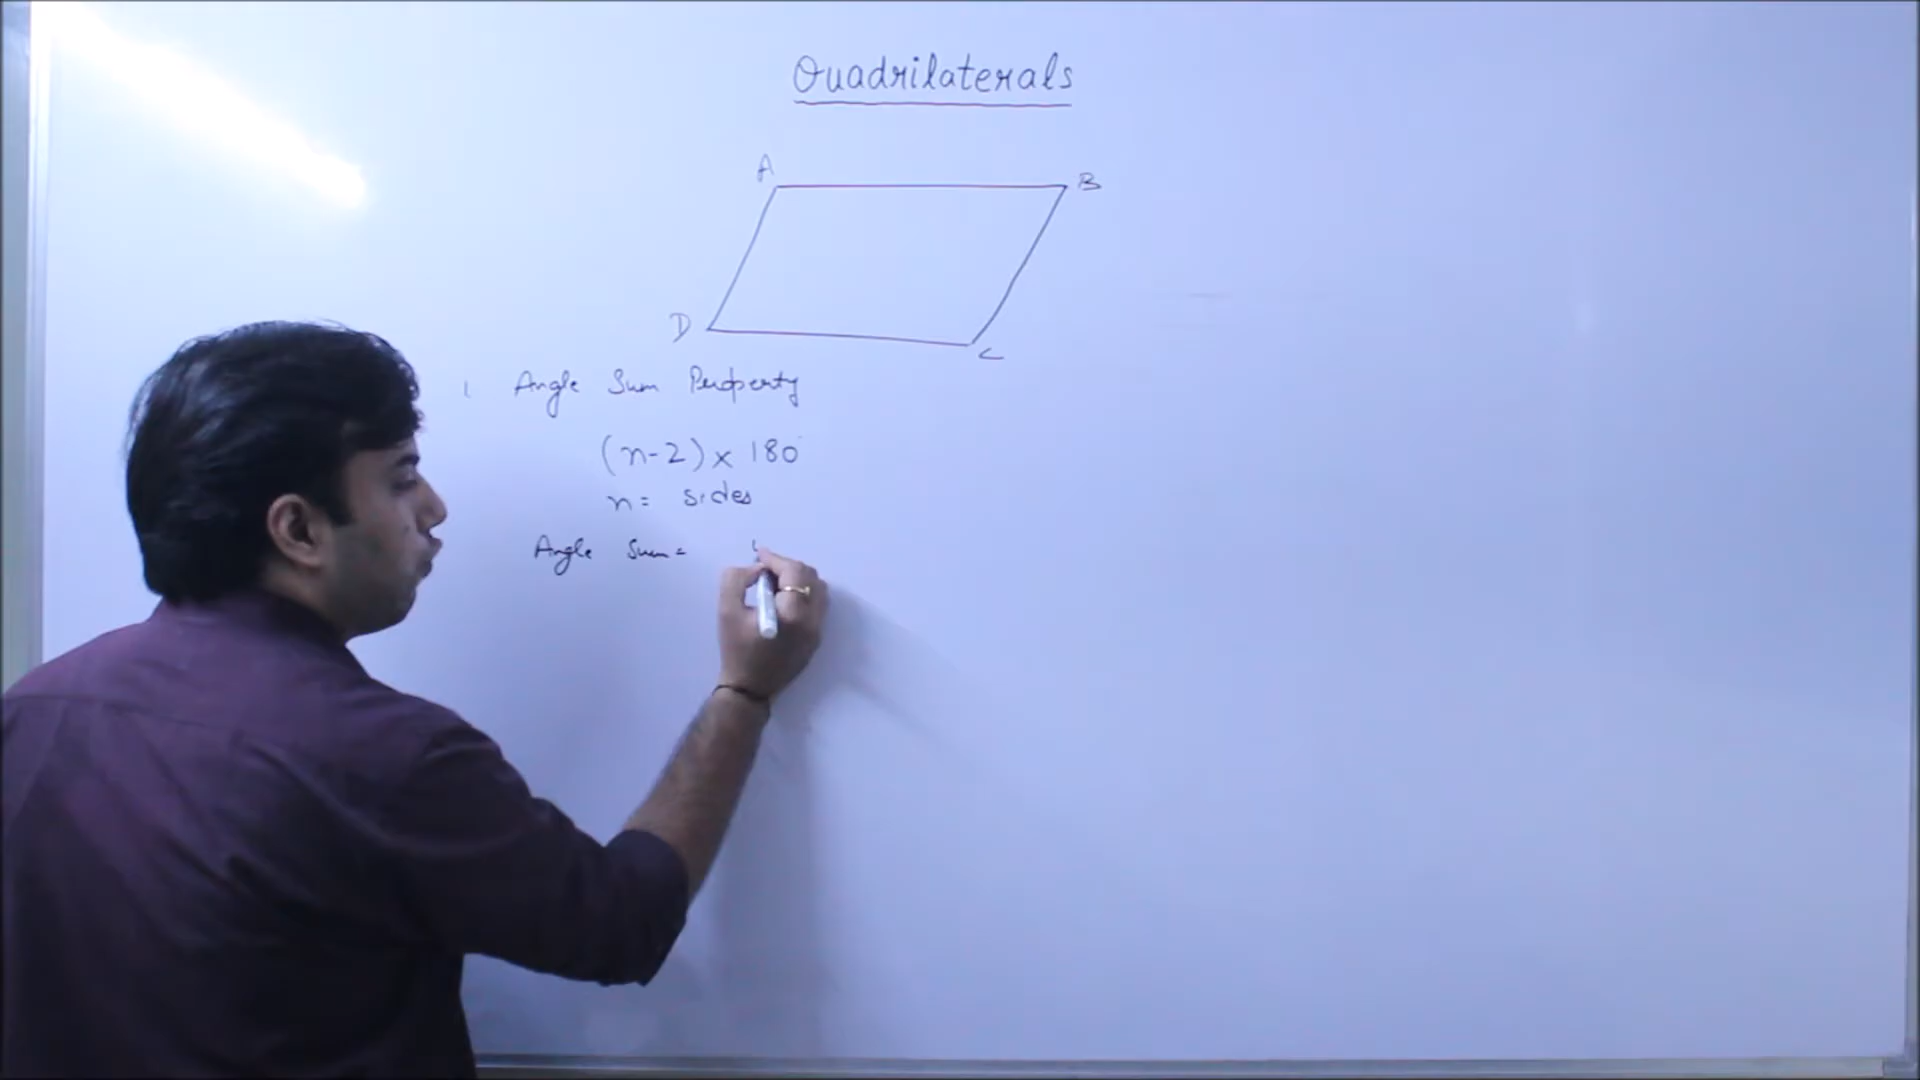 Quadrilaterals
A
B
D
C
1 Angle Sum Property
(n-2) x 180°
n = sides
Angle Sum =